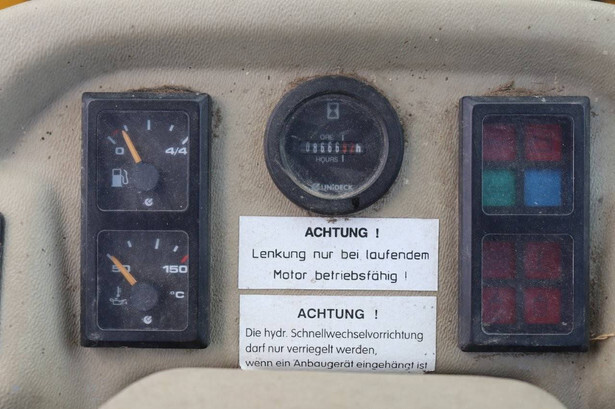 0 4/4
50 150
°C
HOURS
ACHTUNG !
Lenkung nur bei laufendem
Motor betriebsfähig !
ACHTUNG !
Die hydr. Schnellwechselvorrichtung
darf nur verriegelt werden,
wenn ein Anbaugerät eingehängt ist